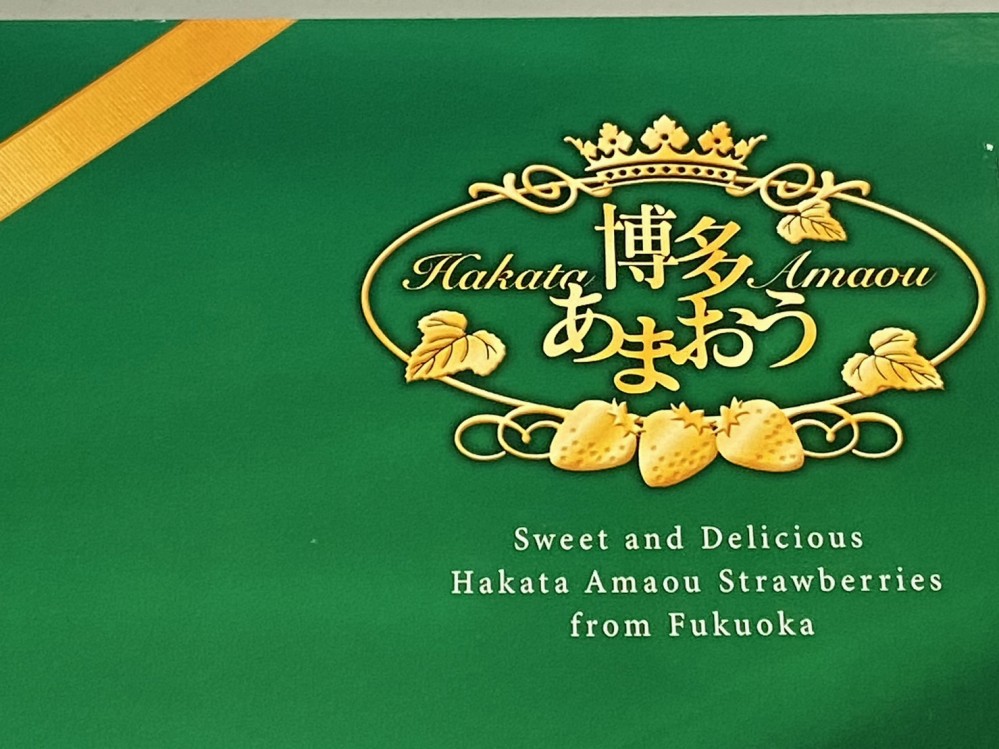 博多
Hakata Amaou
あまおう
Sweet and Delicious
Hakata Amaou Strawberries
from Fukuoka